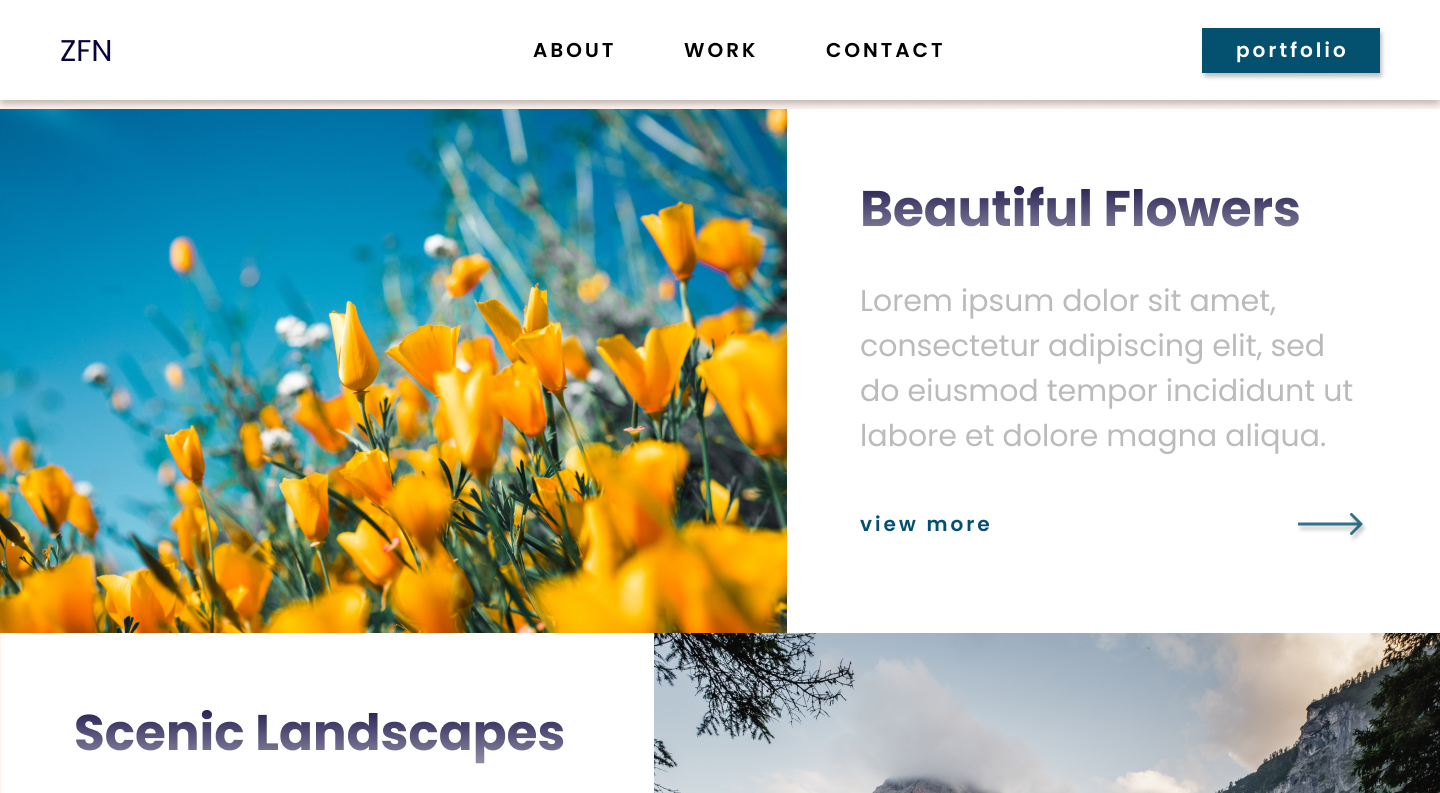 ZFN
ABOUT WORK CONTACT
portfolio
Beautiful Flowers
Lorem ipsum dolor sit amet,
consectetur adipiscing elit, sed
do eiusmod tempor incididunt ut
labore et dolore magna aliqua.
view more
Scenic Landscapes